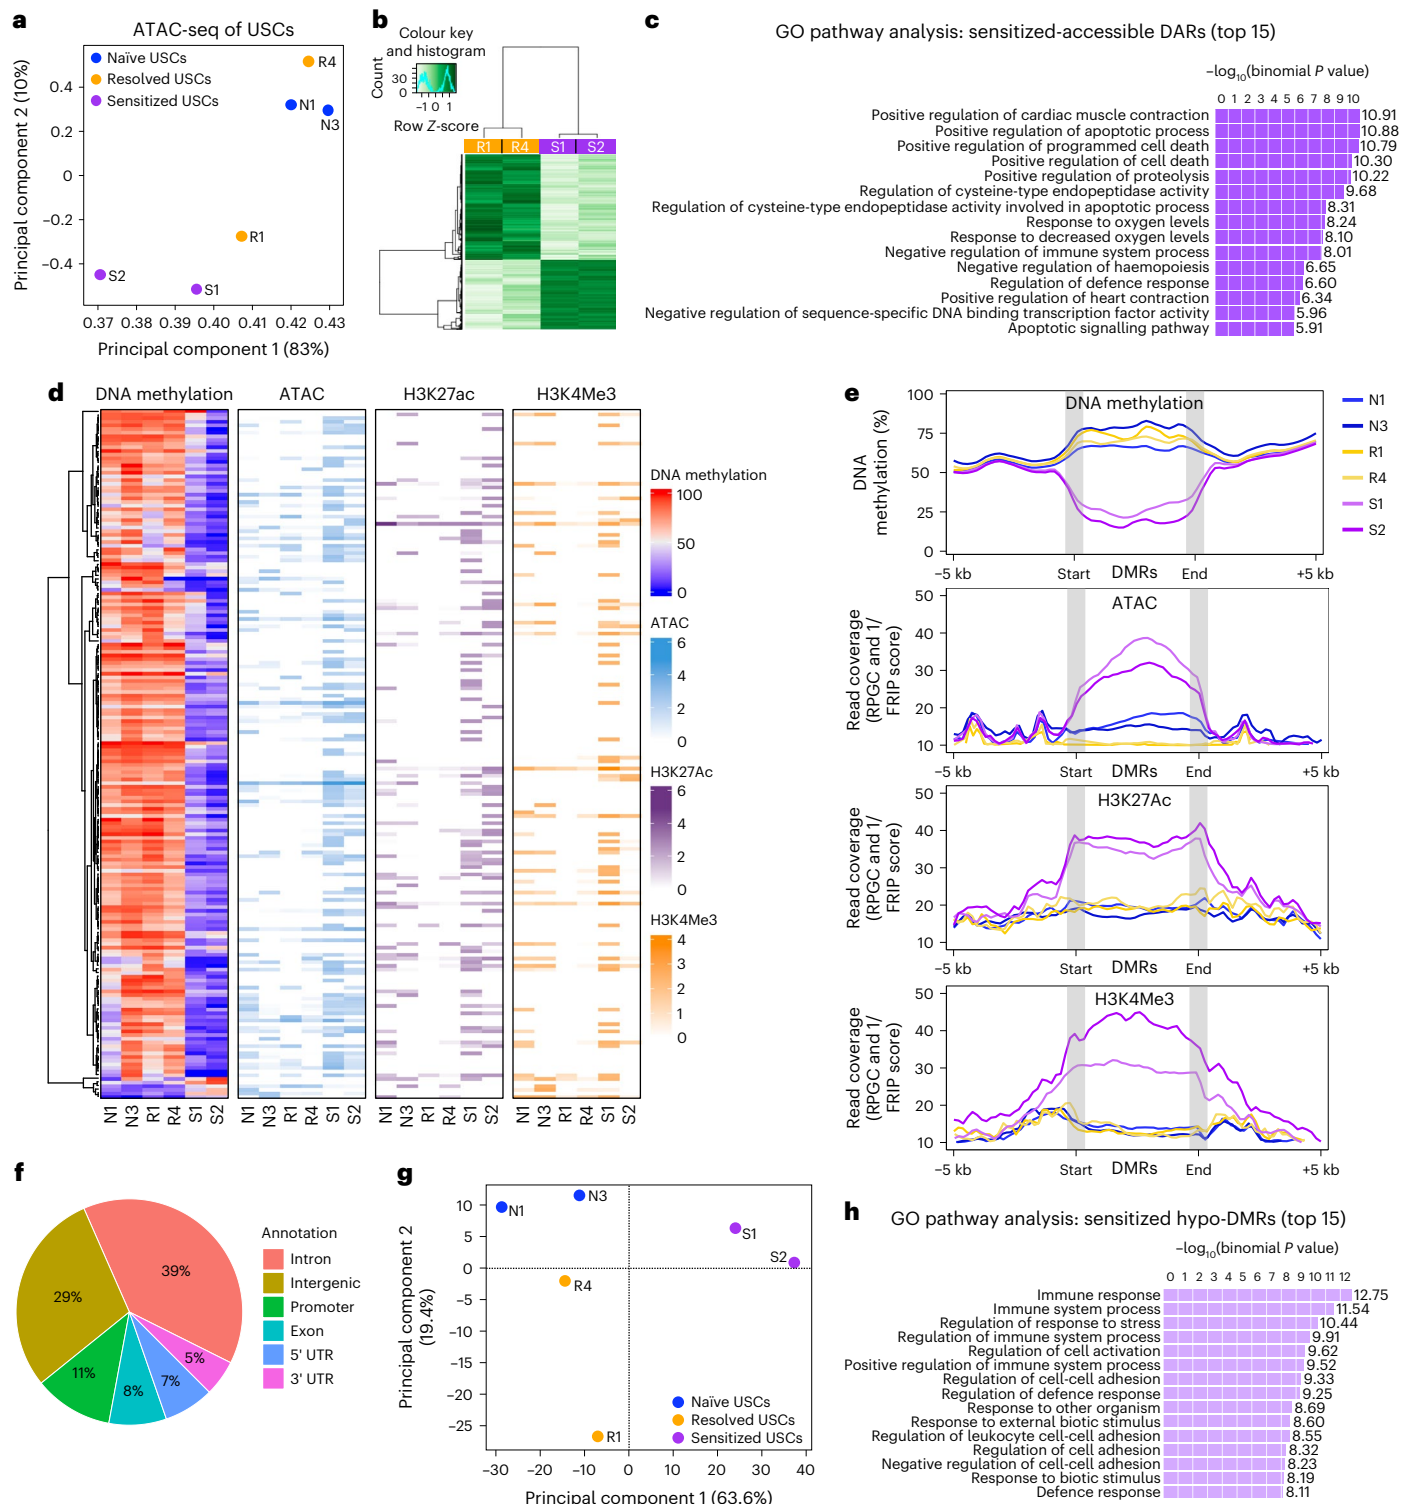 a
ATAC-seq of USCs
Naïve USCs
Resolved USCs
Sensitized USCs
R4
N1
N3
R1
S2
S1
0.4
0.2
0
−0.2
−0.4
Principal component 2 (10%)
0.37 0.38 0.39 0.40 0.41 0.42 0.43
Principal component 1 (83%)
b
Colour key
and histogram
Count
30
0
−1 0 1
Row Z-score
R1 R4 S1 S2
c
GO pathway analysis: sensitized-accessible DARs (top 15)
−log10(binomial P value)
0 1 2 3 4 5 6 7 8 9 10
Positive regulation of cardiac muscle contraction 10.91
Positive regulation of apoptotic process 10.88
Positive regulation of programmed cell death 10.79
Positive regulation of cell death 10.30
Positive regulation of proteolysis 10.22
Regulation of cysteine-type endopeptidase activity 9.68
Regulation of cysteine-type endopeptidase activity involved in apoptotic process 8.31
Response to oxygen levels 8.24
Response to decreased oxygen levels 8.10
Negative regulation of immune system process 8.01
Negative regulation of haemopoiesis 6.65
Regulation of defence response 6.60
Positive regulation of heart contraction 6.34
Negative regulation of sequence-specific DNA binding transcription factor activity 5.96
Apoptotic signalling pathway 5.91
d
DNA methylation ATAC H3K27ac H3K4Me3
N1 N3 R1 R4 S1 S2
N1 N3 R1 R4 S1 S2
N1 N3 R1 R4 S1 S2
N1 N3 R1 R4 S1 S2
DNA methylation
100
50
0
ATAC
6
4
2
0
H3K27Ac
6
4
2
0
H3K4Me3
4
3
2
1
0
e
DNA methylation
DNA
methylation (%)
100
75
50
25
0
−5 kb Start DMRs End +5 kb
N1
N3
R1
R4
S1
S2
ATAC
Read coverage
(RPGC and 1/
FRIP score)
50
40
30
20
10
−5 kb Start DMRs End +5 kb
H3K27Ac
Read coverage
(RPGC and 1/
FRIP score)
50
40
30
20
10
−5 kb Start DMRs End +5 kb
H3K4Me3
Read coverage
(RPGC and 1/
FRIP score)
50
40
30
20
10
−5 kb Start DMRs End +5 kb
f
39%
29%
11%
8%
7%
5%
Annotation
Intron
Intergenic
Promoter
Exon
5' UTR
3' UTR
g
Principal component 2
(19.4%)
10
5
0
−5
−10
−15
−20
−25
N1
N3
S1
S2
R4
R1
Naïve USCs
Resolved USCs
Sensitized USCs
−30 −20 −10 0 10 20 30 40
Principal component 1 (63.6%)
h
GO pathway analysis: sensitized hypo-DMRs (top 15)
−log10(binomial P value)
0 1 2 3 4 5 6 7 8 9 10 11 12
Immune response 12.75
Immune system process 11.54
Regulation of response to stress 10.44
Regulation of immune system process 9.91
Regulation of cell activation 9.62
Positive regulation of immune system process 9.52
Regulation of cell-cell adhesion 9.33
Regulation of defence response 9.25
Response to other organism 8.69
Response to external biotic stimulus 8.60
Regulation of leukocyte cell-cell adhesion 8.55
Regulation of cell adhesion 8.32
Negative regulation of cell-cell adhesion 8.23
Response to biotic stimulus 8.19
Defence response 8.11